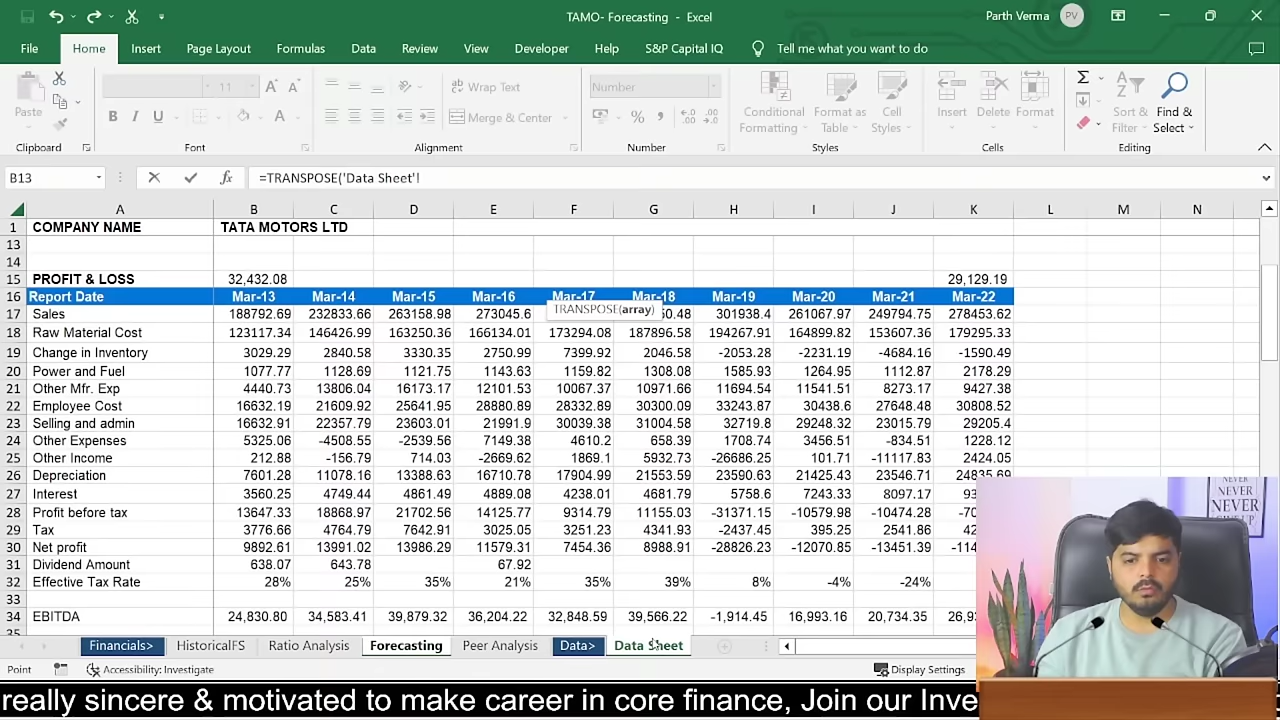 TAMO- Forecasting - Excel
Parth Verma PV
File Home Insert Page Layout Formulas Data Review View Developer Help S&P Capital IQ Tell me what you want to do
Paste 11 A A Wrap Text Number Conditional Formatting Format as Table Cell Styles Insert Delete Format Sort & Filter Find & Select
B I U A Merge & Center %
Clipboard Font Alignment Number Styles Cells Editing
B13 fx =TRANSPOSE('Data Sheet'!
A B C D E F G H I J K L M N
1 COMPANY NAME TATA MOTORS LTD
13
14
15 PROFIT & LOSS 32,432.08 29,129.19
16 Report Date Mar-13 Mar-14 Mar-15 Mar-16 Mar-17 Mar-18 Mar-19 Mar-20 Mar-21 Mar-22
TRANSPOSE(array)
17 Sales 188792.69 232833.66 263158.98 273045.6 301938.4 261067.97 249794.75 278453.62
18 Raw Material Cost 123117.34 146426.99 163250.36 166134.01 173294.08 187896.58 194267.91 164899.82 153607.36 179295.33
19 Change in Inventory 3029.29 2840.58 3330.35 2750.99 7399.92 2046.58 -2053.28 -2231.19 -4684.16 -1590.49
20 Power and Fuel 1077.77 1128.69 1121.75 1143.63 1159.82 1308.08 1585.93 1264.95 1112.87 2178.29
21 Other Mfr. Exp 4440.73 13806.04 16173.17 12101.53 10067.37 10971.66 11694.54 11541.51 8273.17 9427.38
22 Employee Cost 16632.19 21609.92 25641.95 28880.89 28332.89 30300.09 33243.87 30438.6 27648.48 30808.52
23 Selling and admin 16632.91 22357.79 23603.01 21991.9 30039.38 31004.58 32719.8 29248.32 23015.79 29205.4
24 Other Expenses 5325.06 -4508.55 -2539.56 7149.38 4610.2 658.39 1708.74 3456.51 -834.51 1228.12
25 Other Income 212.88 -156.79 714.03 -2669.62 1869.1 5932.73 -26686.25 101.71 -11117.83 2424.05
26 Depreciation 7601.28 11078.16 13388.63 16710.78 17904.99 21553.59 23590.63 21425.43 23546.71 24835.69
27 Interest 3560.25 4749.44 4861.49 4889.08 4238.01 4681.79 5758.6 7243.33 8097.17 93
28 Profit before tax 13647.33 18868.97 21702.56 14125.77 9314.79 11155.03 -31371.15 -10579.98 -10474.28 -70
29 Tax 3776.66 4764.79 7642.91 3025.05 3251.23 4341.93 -2437.45 395.25 2541.86 42
30 Net profit 9892.61 13991.02 13986.29 11579.31 7454.36 8988.91 -28826.23 -12070.85 -13451.39 -114
31 Dividend Amount 638.07 643.78 67.92
32 Effective Tax Rate 28% 25% 35% 21% 35% 39% 8% -4% -24%
33
34 EBITDA 24,830.80 34,583.41 39,879.32 36,204.22 32,848.59 39,566.22 -1,914.45 16,993.16 20,734.35 26,9
Financials> HistoricalFS Ratio Analysis Forecasting Peer Analysis Data> Data Sheet
Point Accessibility: Investigate Display Settings
NEVER
NEVER
NEVER
really sincere & motivated to make career in core finance, Join our Inve